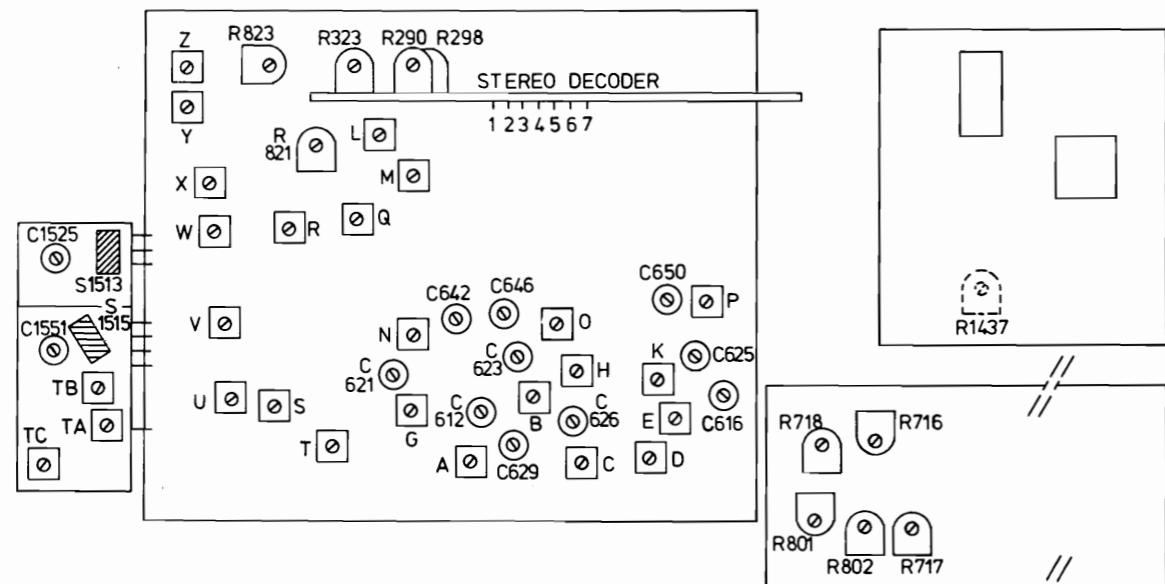 Z
R823
R323
R290
R298
STEREO DECODER
1 2 3 4 5 6 7
Y
R
821
L
M
X
W
R
Q
C1525
S1513
S
1515
C1551
TB
TA
TC
V
U
S
T
N
C642
C646
O
C650
P
C
621
C
623
H
K
C625
G
C
612
B
C
626
E
C616
A
C629
C
D
R1437
R718
R716
R801
R802
R717